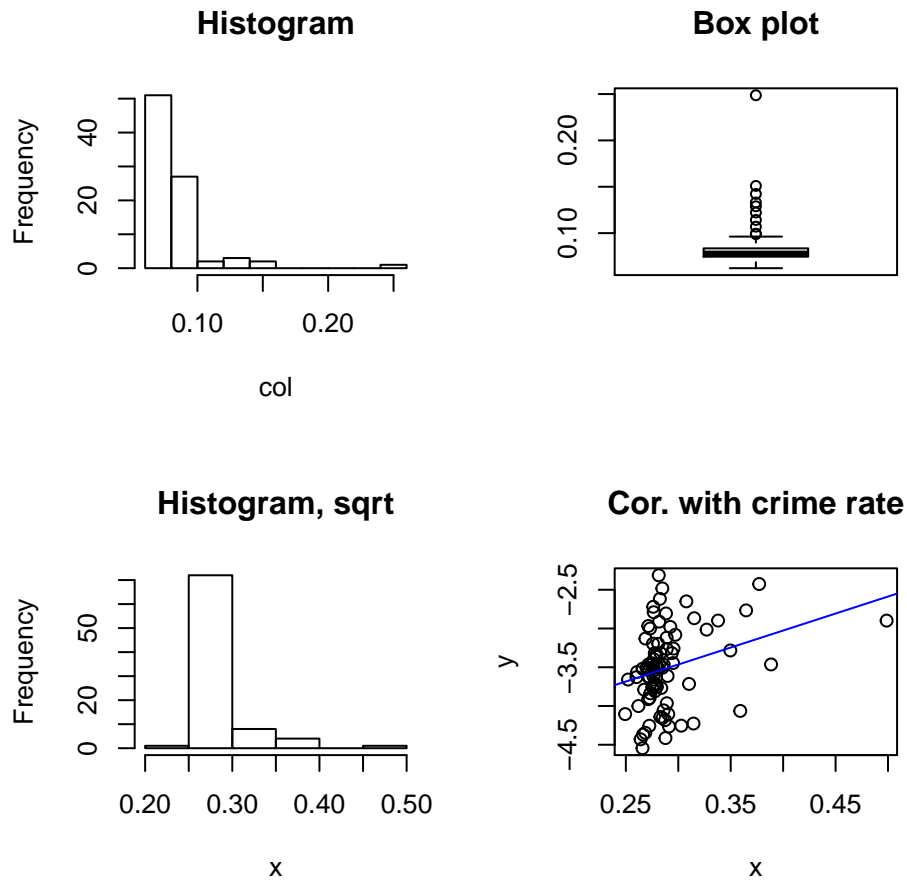 Histogram
Frequency
0 20 40
0.10 0.20
col
Box plot
0.10 0.20
Histogram, sqrt
Frequency
0 20 50
0.20 0.30 0.40 0.50
x
Cor. with crime rate
y
−4.5 −3.5 −2.5
0.25 0.35 0.45
x